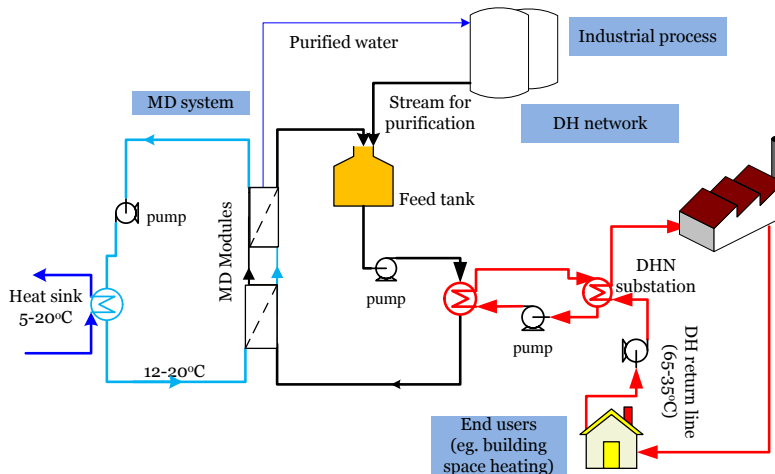 Purified water
Industrial process
MD system
Stream for
purification
DH network
Feed tank
pump
MD Modules
pump
DHN
substation
Heat sink
5-20°C
pump
12-20°C
DH return line
(65-35°C)
End users
(eg. building
space heating)